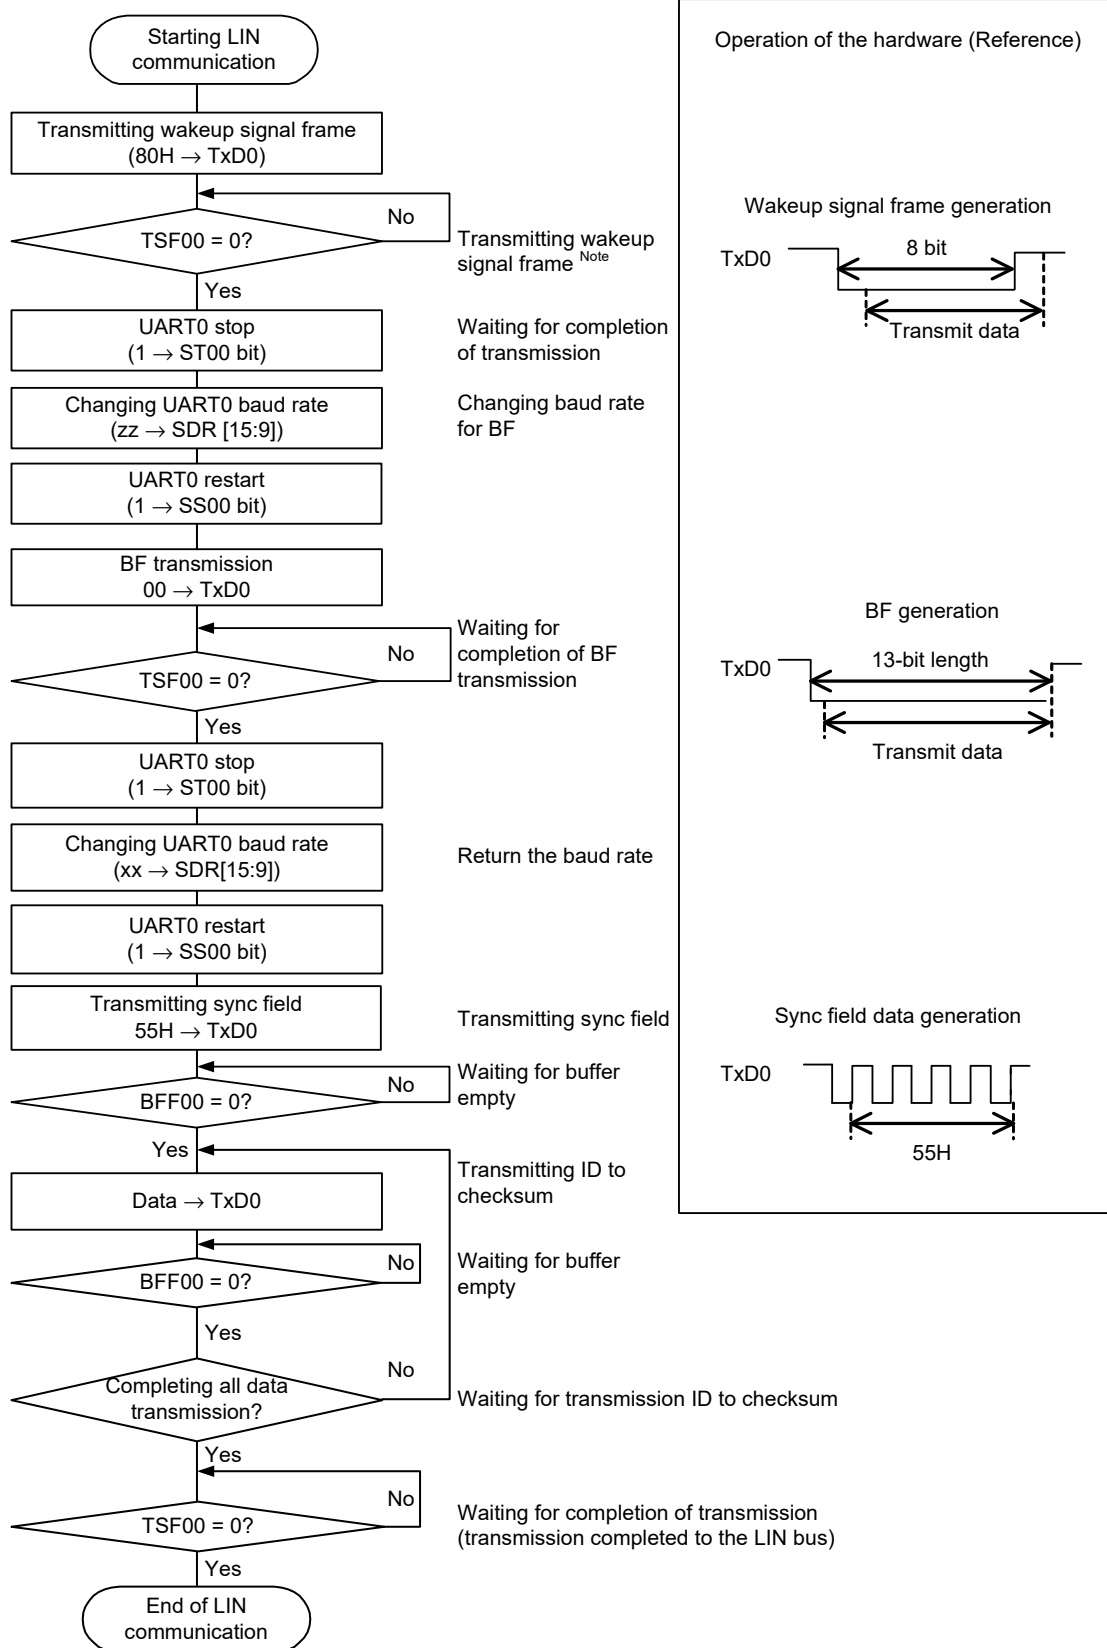 Starting LIN
communication
Transmitting wakeup signal frame
(80H → TxD0)
No
TSF00 = 0?
Transmitting wakeup
signal frame Note
Yes
UART0 stop
(1 → ST00 bit)
Waiting for completion
of transmission
Changing UART0 baud rate
(zz → SDR [15:9])
Changing baud rate
for BF
UART0 restart
(1 → SS00 bit)
BF transmission
00 → TxD0
Waiting for
completion of BF
transmission
No
TSF00 = 0?
Yes
UART0 stop
(1 → ST00 bit)
Changing UART0 baud rate
(xx → SDR[15:9])
Return the baud rate
UART0 restart
(1 → SS00 bit)
Transmitting sync field
55H → TxD0
Transmitting sync field
No
BFF00 = 0?
Waiting for buffer
empty
Yes
Transmitting ID to
checksum
Data → TxD0
No
BFF00 = 0?
Waiting for buffer
empty
Yes
No
Completing all data
transmission?
Waiting for transmission ID to checksum
Yes
No
TSF00 = 0?
Waiting for completion of transmission
(transmission completed to the LIN bus)
Yes
End of LIN
communication
Operation of the hardware (Reference)
Wakeup signal frame generation
TxD0
8 bit
Transmit data
BF generation
TxD0
13-bit length
Transmit data
Sync field data generation
TxD0
55H